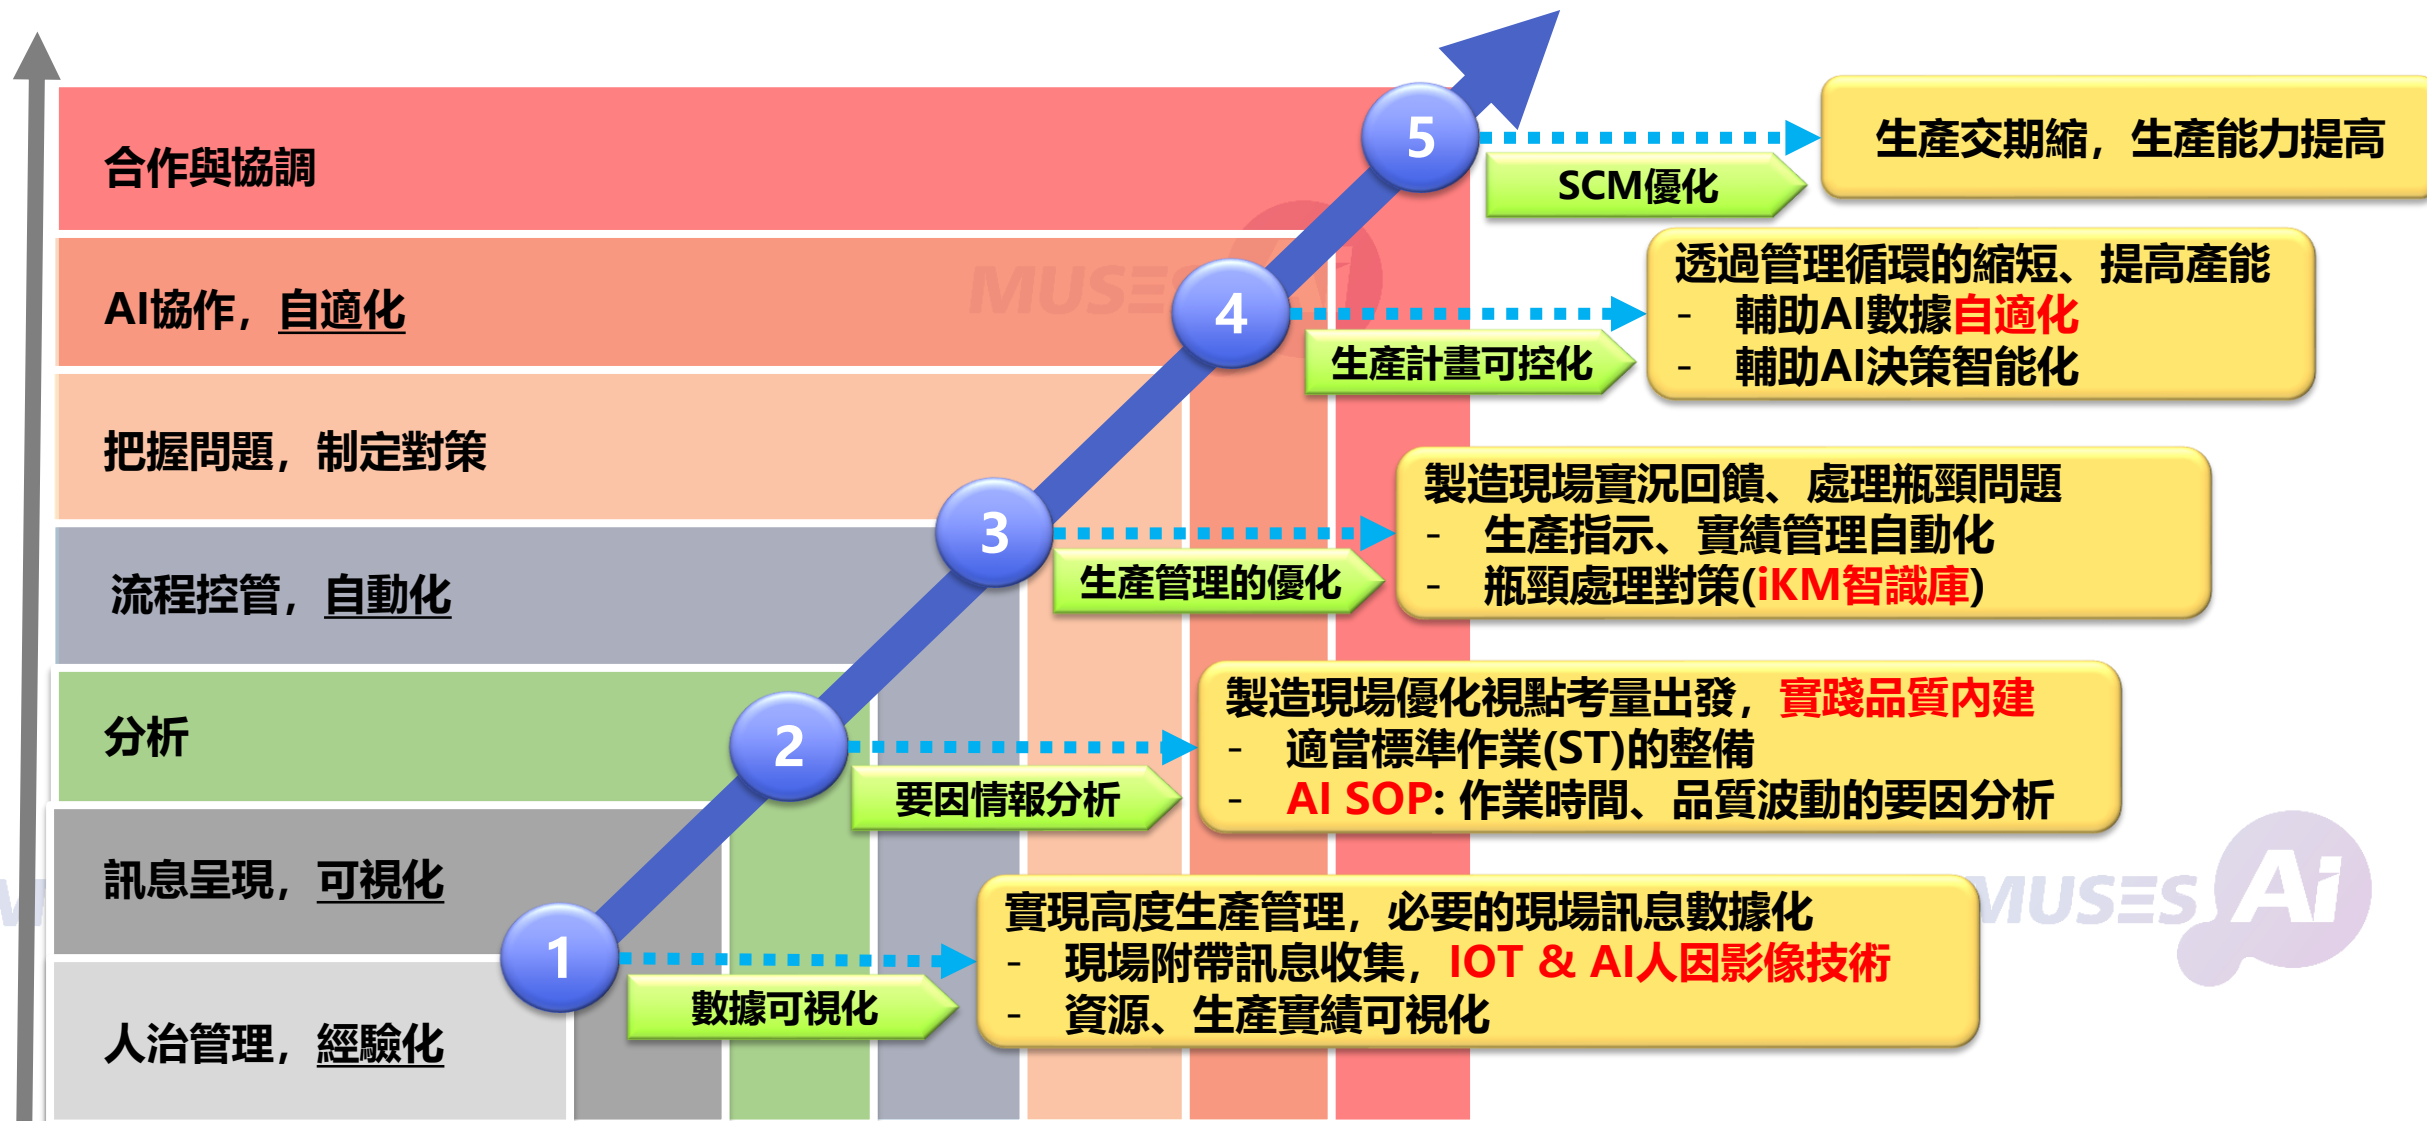 合作與協調
5
生產交期縮，生產能力提高
SCM優化
MUSES Ai
AI協作，自適化
4
透過管理循環的縮短、提高產能
- 輔助AI數據自適化
- 輔助AI決策智能化
生產計畫可控化
把握問題，制定對策
3
製造現場實況回饋、處理瓶頸問題
- 生產指示、實績管理自動化
- 瓶頸處理對策(iKM智識庫)
生產管理的優化
流程控管，自動化
分析
2
製造現場優化視點考量出發，實踐品質內建
- 適當標準作業(ST)的整備
- AI SOP: 作業時間、品質波動的要因分析
要因情報分析
訊息呈現，可視化
1
實現高度生產管理，必要的現場訊息數據化
- 現場附帶訊息收集，IOT & AI人因影像技術
- 資源、生產實績可視化
數據可視化
MUSES Ai
人治管理，經驗化